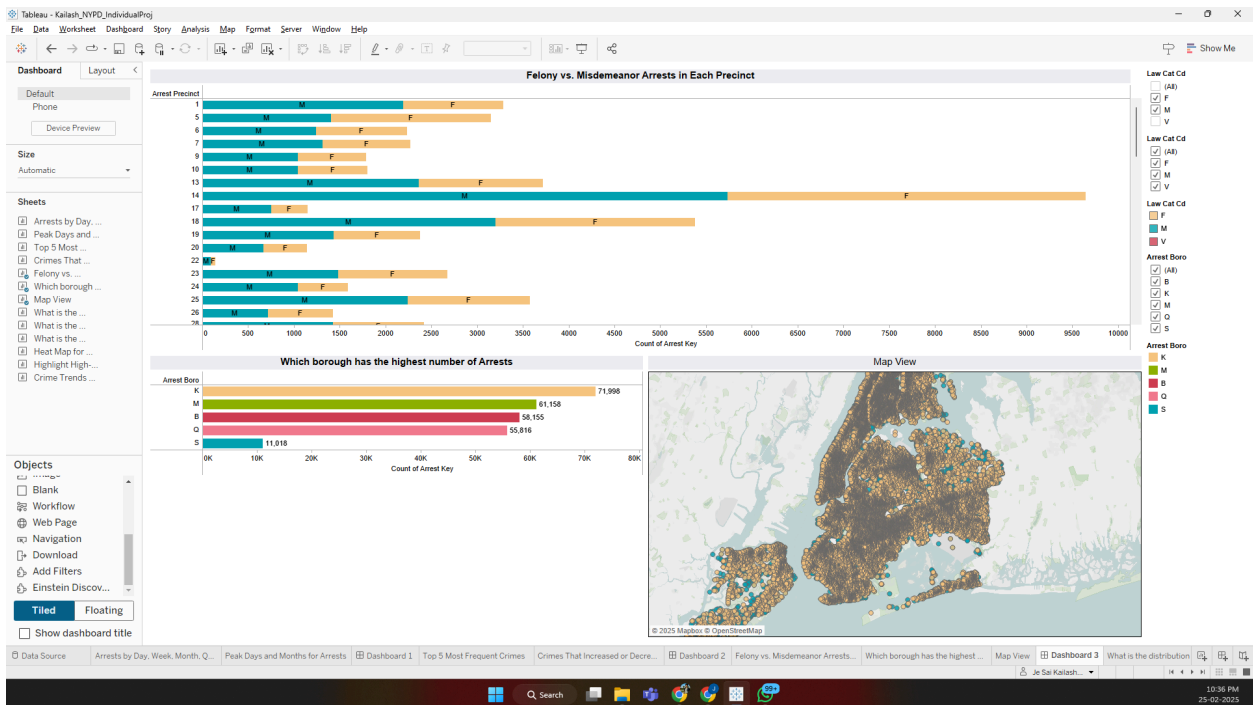 Tableau - Kailash_NYPD_IndividualProj
File Data Worksheet Dashboard Story Analysis Map Format Server Window Help
Show Me
Dashboard Layout
Default
Phone
Device Preview
Size
Automatic
Sheets
Arrests by Day, ...
Peak Days and ...
Top 5 Most ...
Crimes That ...
Felony vs. ...
Which borough ...
Map View
What is the ...
What is the ...
What is the ...
Heat Map for ...
Highlight High-...
Crime Trends ...
Objects
Blank
Workflow
Web Page
Navigation
Download
Add Filters
Einstein Discov...
Tiled Floating
Show dashboard title
Felony vs. Misdemeanor Arrests in Each Precinct
Arrest Precinct
1 M F
5 M F
6 M F
7 M F
9 M F
10 M F
13 M F
14 M F
17 M F
18 M F
19 M F
20 M F
22 M F
23 M F
24 M F
25 M F
26 M F
28
0 500 1000 1500 2000 2500 3000 3500 4000 4500 5000 5500 6000 6500 7000 7500 8000 8500 9000 9500 10000
Count of Arrest Key
Which borough has the highest number of Arrests
Arrest Boro
K 71,998
M 61,158
B 58,155
Q 55,816
S 11,018
0K 10K 20K 30K 40K 50K 60K 70K 80K
Count of Arrest Key
Map View
© 2025 Mapbox © OpenStreetMap
Law Cat Cd
(All)
F
M
V
Law Cat Cd
(All)
F
M
V
Law Cat Cd
F
M
V
Arrest Boro
(All)
B
K
M
Q
S
Arrest Boro
K
M
B
Q
S
Data Source Arrests by Day, Week, Month, Q... Peak Days and Months for Arrests Dashboard 1 Top 5 Most Frequent Crimes Crimes That Increased or Decre... Dashboard 2 Felony vs. Misdemeanor Arrests... Which borough has the highest ... Map View Dashboard 3 What is the distribution
Je Sai Kailash...
Search
99+
10:36 PM
25-02-2025